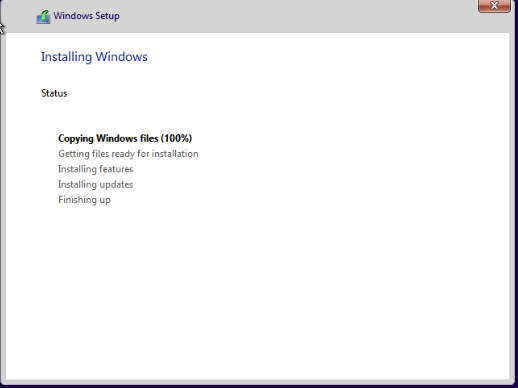 Windows Setup
Installing Windows
Status
Copying Windows files (100%)
Getting files ready for installation
Installing features
Installing updates
Finishing up